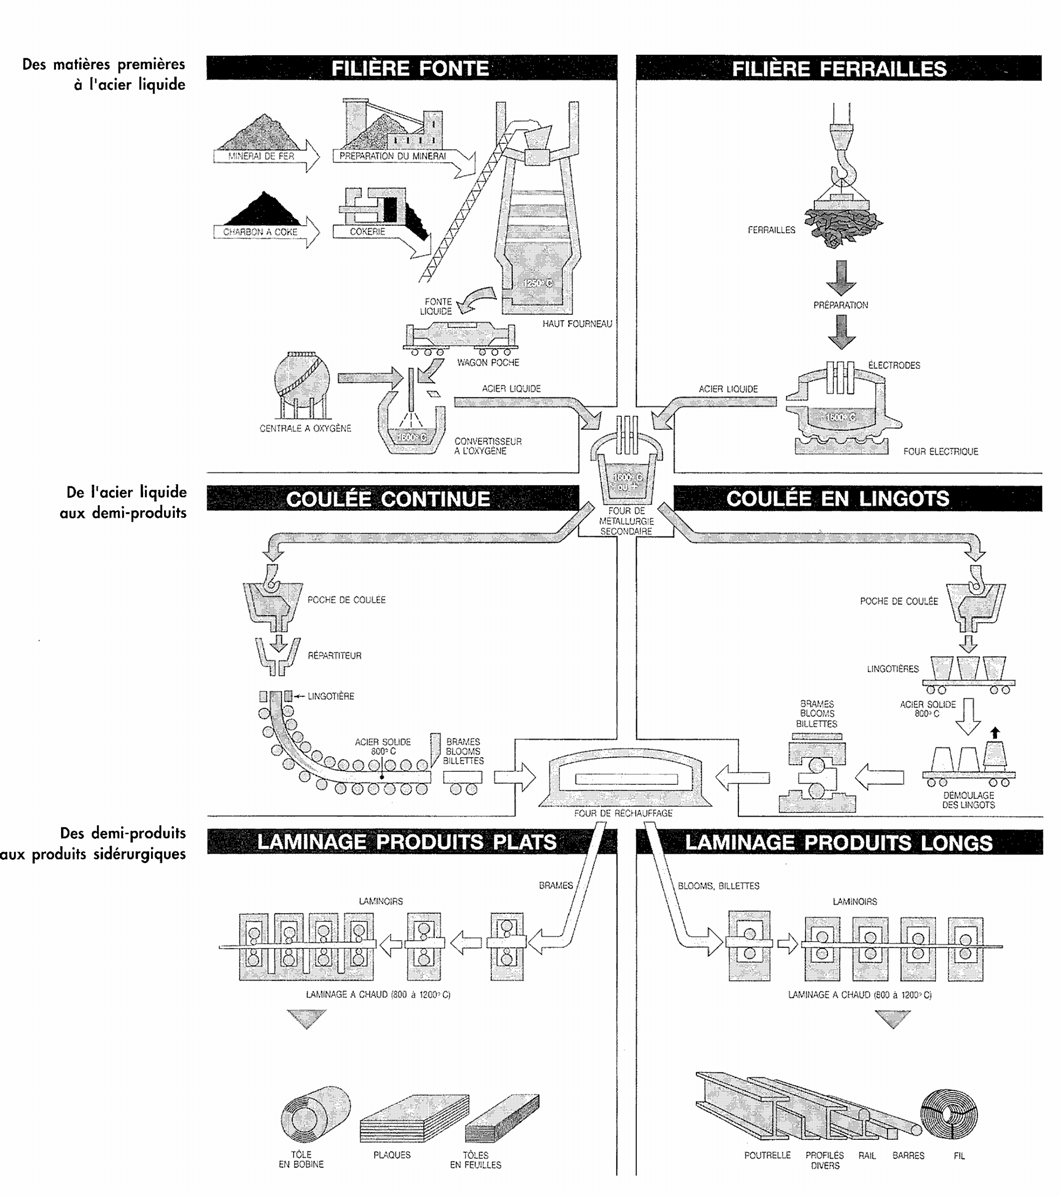 Des matières premières
à l'acier liquide
FILIÈRE FONTE
FILIÈRE FERRAILLES
MINERAI DE FER
PRÉPARATION DU MINERAI
CHARBON A COKE
COKERIE
FERRAILLES
1250° C
FONTE
LIQUIDE
HAUT FOURNEAU
PRÉPARATION
WAGON POCHE
ÉLECTRODES
ACIER LIQUIDE
ACIER LIQUIDE
CENTRALE A OXYGÈNE
1600° C
1500° C
CONVERTISSEUR
A L'OXYGÈNE
FOUR ELECTRIQUE
1600° C
ou +
De l'acier liquide
aux demi-produits
COULÉE CONTINUE
COULÉE EN LINGOTS
FOUR DE
METALLURGIE
SECONDAIRE
POCHE DE COULÉE
POCHE DE COULÉE
RÉPARTITEUR
LINGOTIÈRES
LINGOTIÈRE
ACIER SOLIDE
800° C
BRAMES
BLOOMS
BILLETTES
ACIER SOLIDE
800° C
BRAMES
BLOOMS
BILLETTES
DÉMOULAGE
DES LINGOTS
FOUR DE RÉCHAUFFAGE
Des demi-produits
aux produits sidérurgiques
LAMINAGE PRODUITS PLATS
LAMINAGE PRODUITS LONGS
BRAMES
BLOOMS, BILLETTES
LAMINOIRS
LAMINOIRS
LAMINAGE A CHAUD (800 à 1200° C)
LAMINAGE A CHAUD (800 à 1200° C)
TÔLE
EN BOBINE
PLAQUES
TÔLES
EN FEUILLES
POUTRELLE
PROFILÉS
DIVERS
RAIL
BARRES
FIL